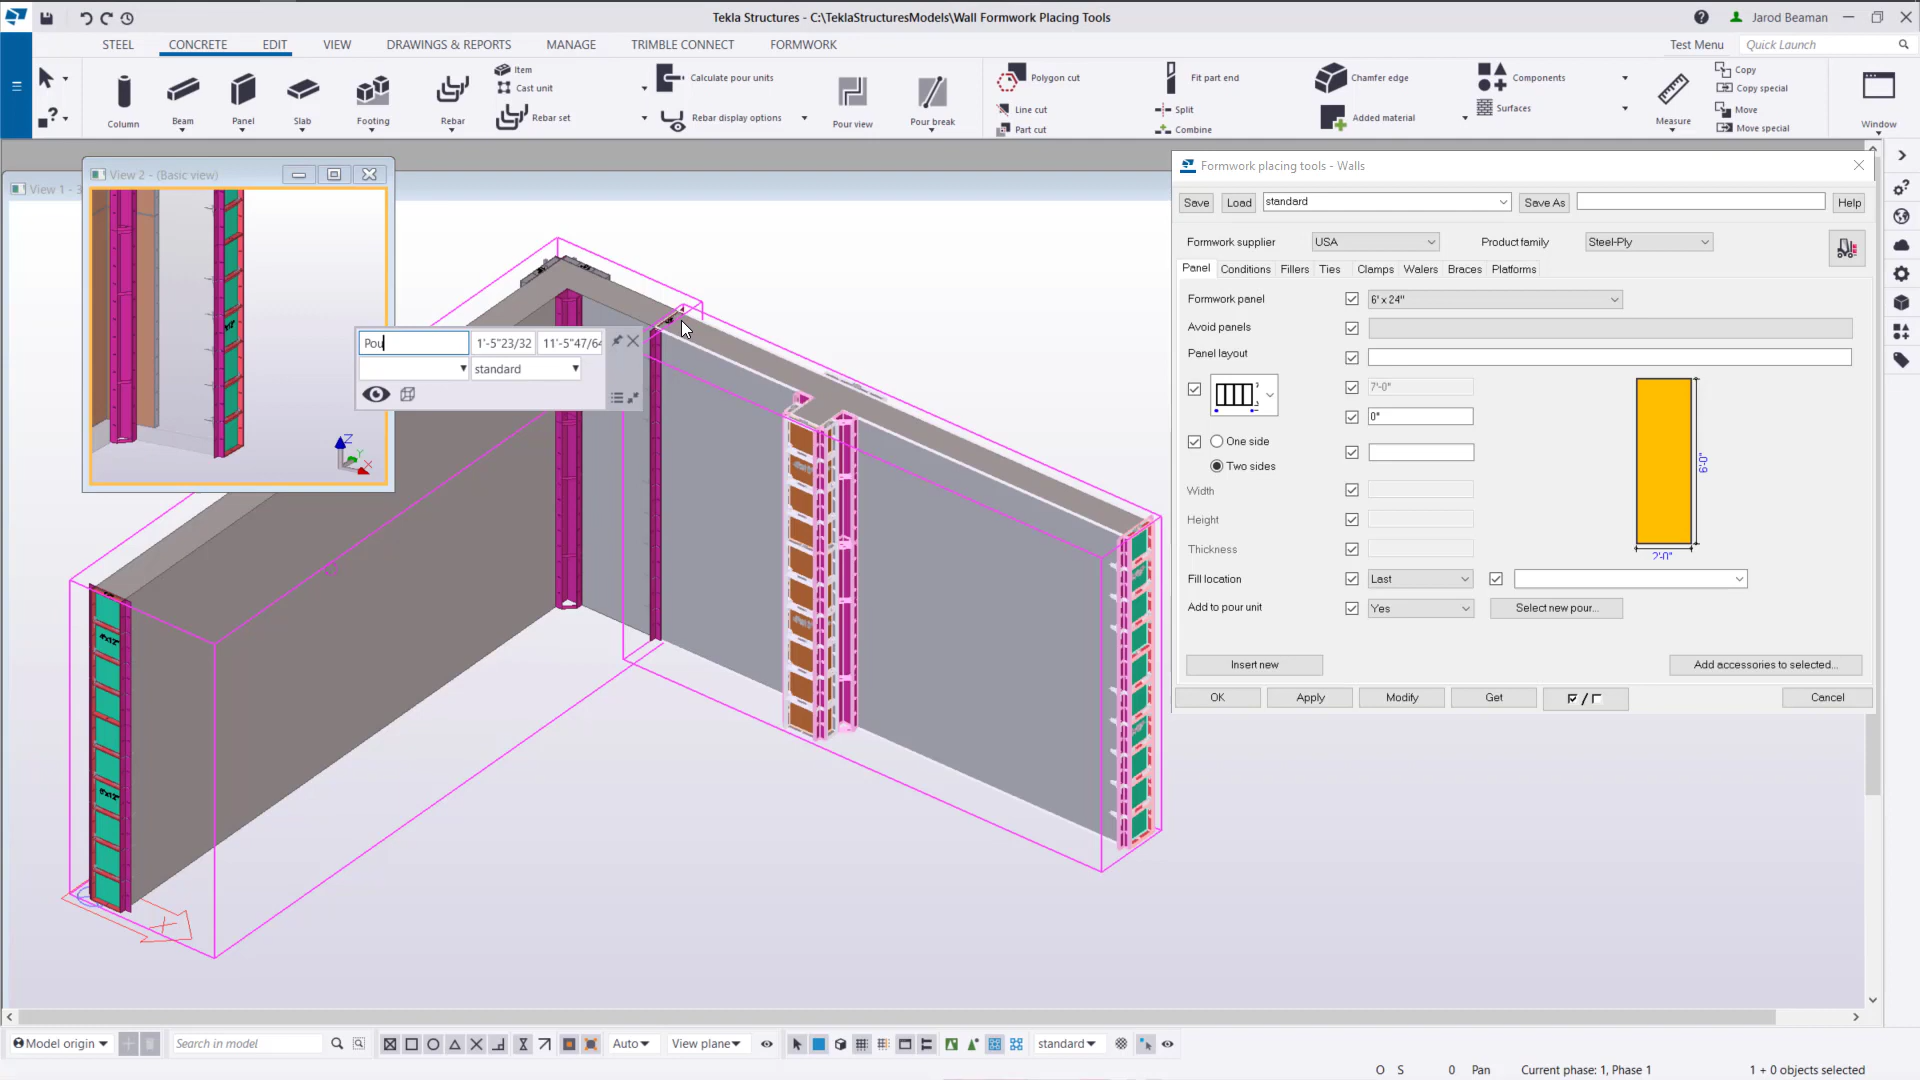 Tekla Structures - C:\TeklaStructuresModels\Wall Formwork Placing Tools
Jarod Beaman
STEEL CONCRETE EDIT VIEW DRAWINGS & REPORTS MANAGE TRIMBLE CONNECT FORMWORK
Test Menu Quick Launch
Column
Beam
Panel
Slab
Footing
Rebar
Item
Cast unit
Rebar set
Calculate pour units
Rebar display options
Pour view
Pour break
Polygon cut
Line cut
Part cut
Fit part end
Split
Combine
Chamfer edge
Added material
Components
Surfaces
Measure
Copy
Copy special
Move
Move special
Window
View 1 - 3
View 2 - (Basic view)
Z
Y
X
Pou 1'-5"23/32 11'-5"47/64
standard
6'x12"
X
Formwork placing tools - Walls
Save Load standard Save As Help
Formwork supplier USA Product family Steel-Ply
Panel Conditions Fillers Ties Clamps Walers Braces Platforms
Formwork panel 6' x 24"
Avoid panels
Panel layout
7'-0"
0"
One side
Two sides
Width
Height
Thickness
Fill location Last
Add to pour unit Yes Select new pour...
6'-0"
2'-0"
Insert new Add accessories to selected...
OK Apply Modify Get / Cancel
Model origin Search in model Auto View plane standard
O S 0 Pan Current phase: 1, Phase 1 1 + 0 objects selected